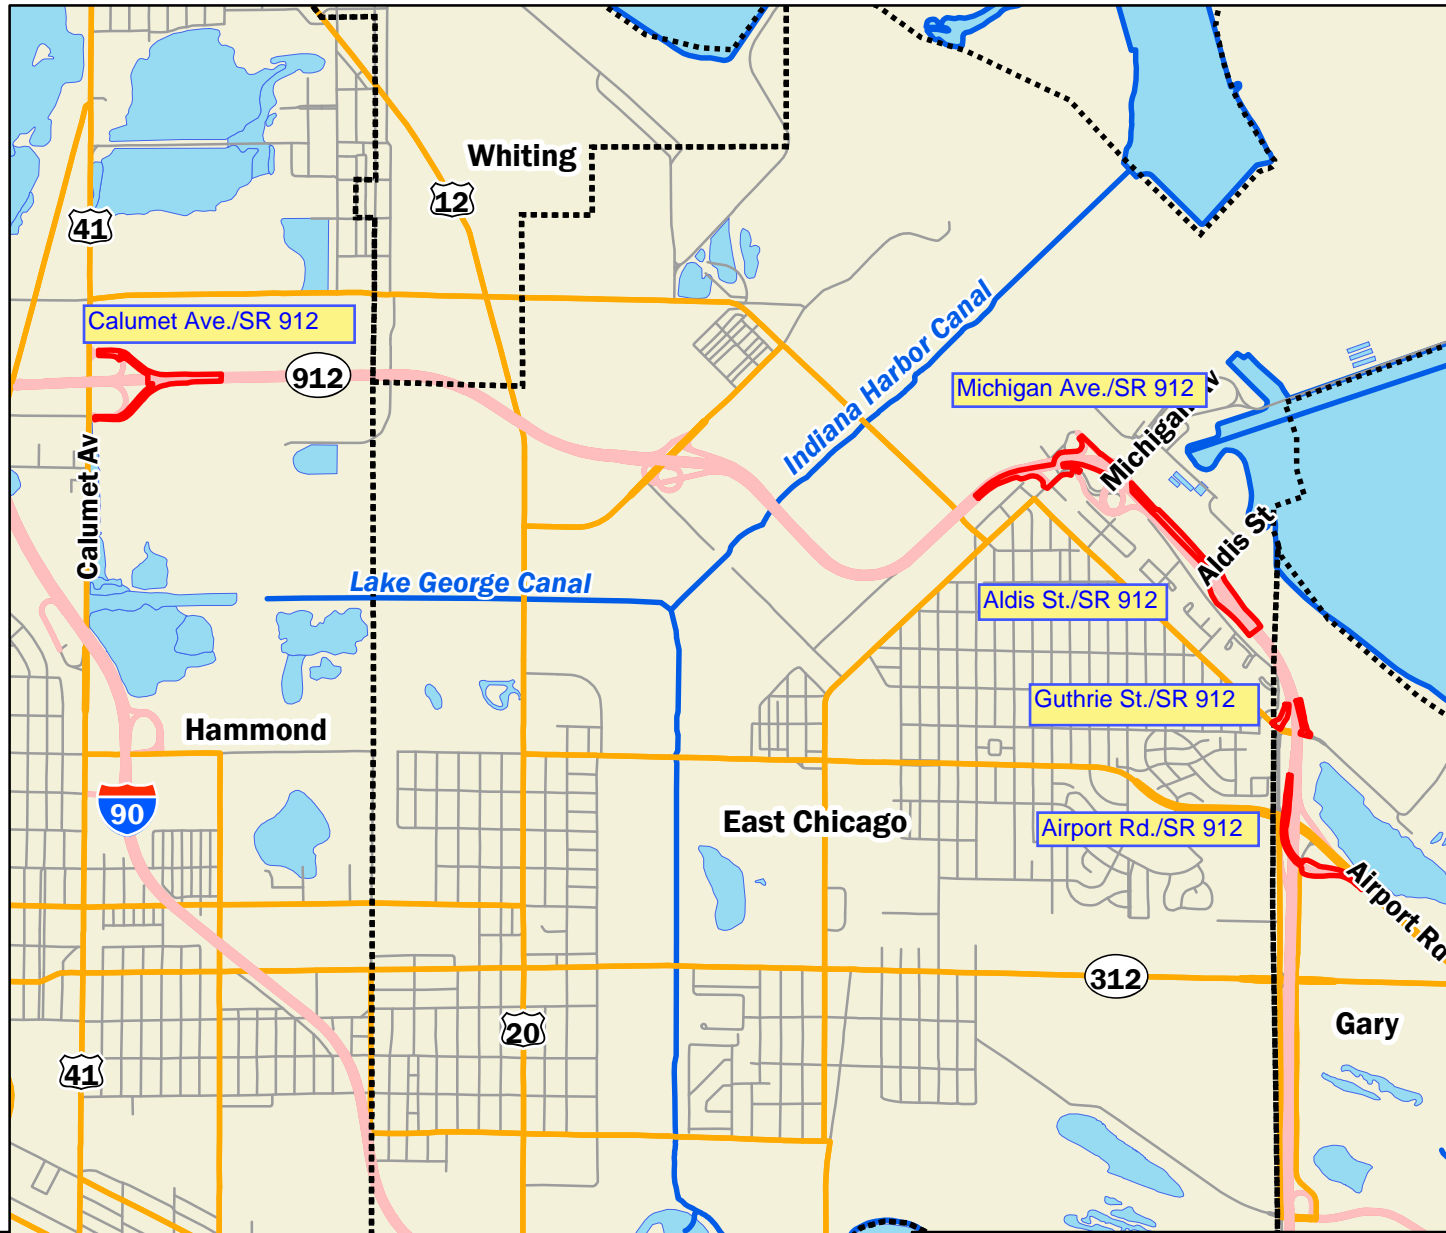 Whiting
12
41
Calumet Ave./SR 912
912
Indiana Harbor Canal
Michigan Ave./SR 912
Michigan Av
Calumet Av
Aldis St.
Lake George Canal
Aldis St./SR 912
Guthrie St./SR 912
Hammond
90
East Chicago
Airport Rd./SR 912
Airport Rd
312
Gary
20
41